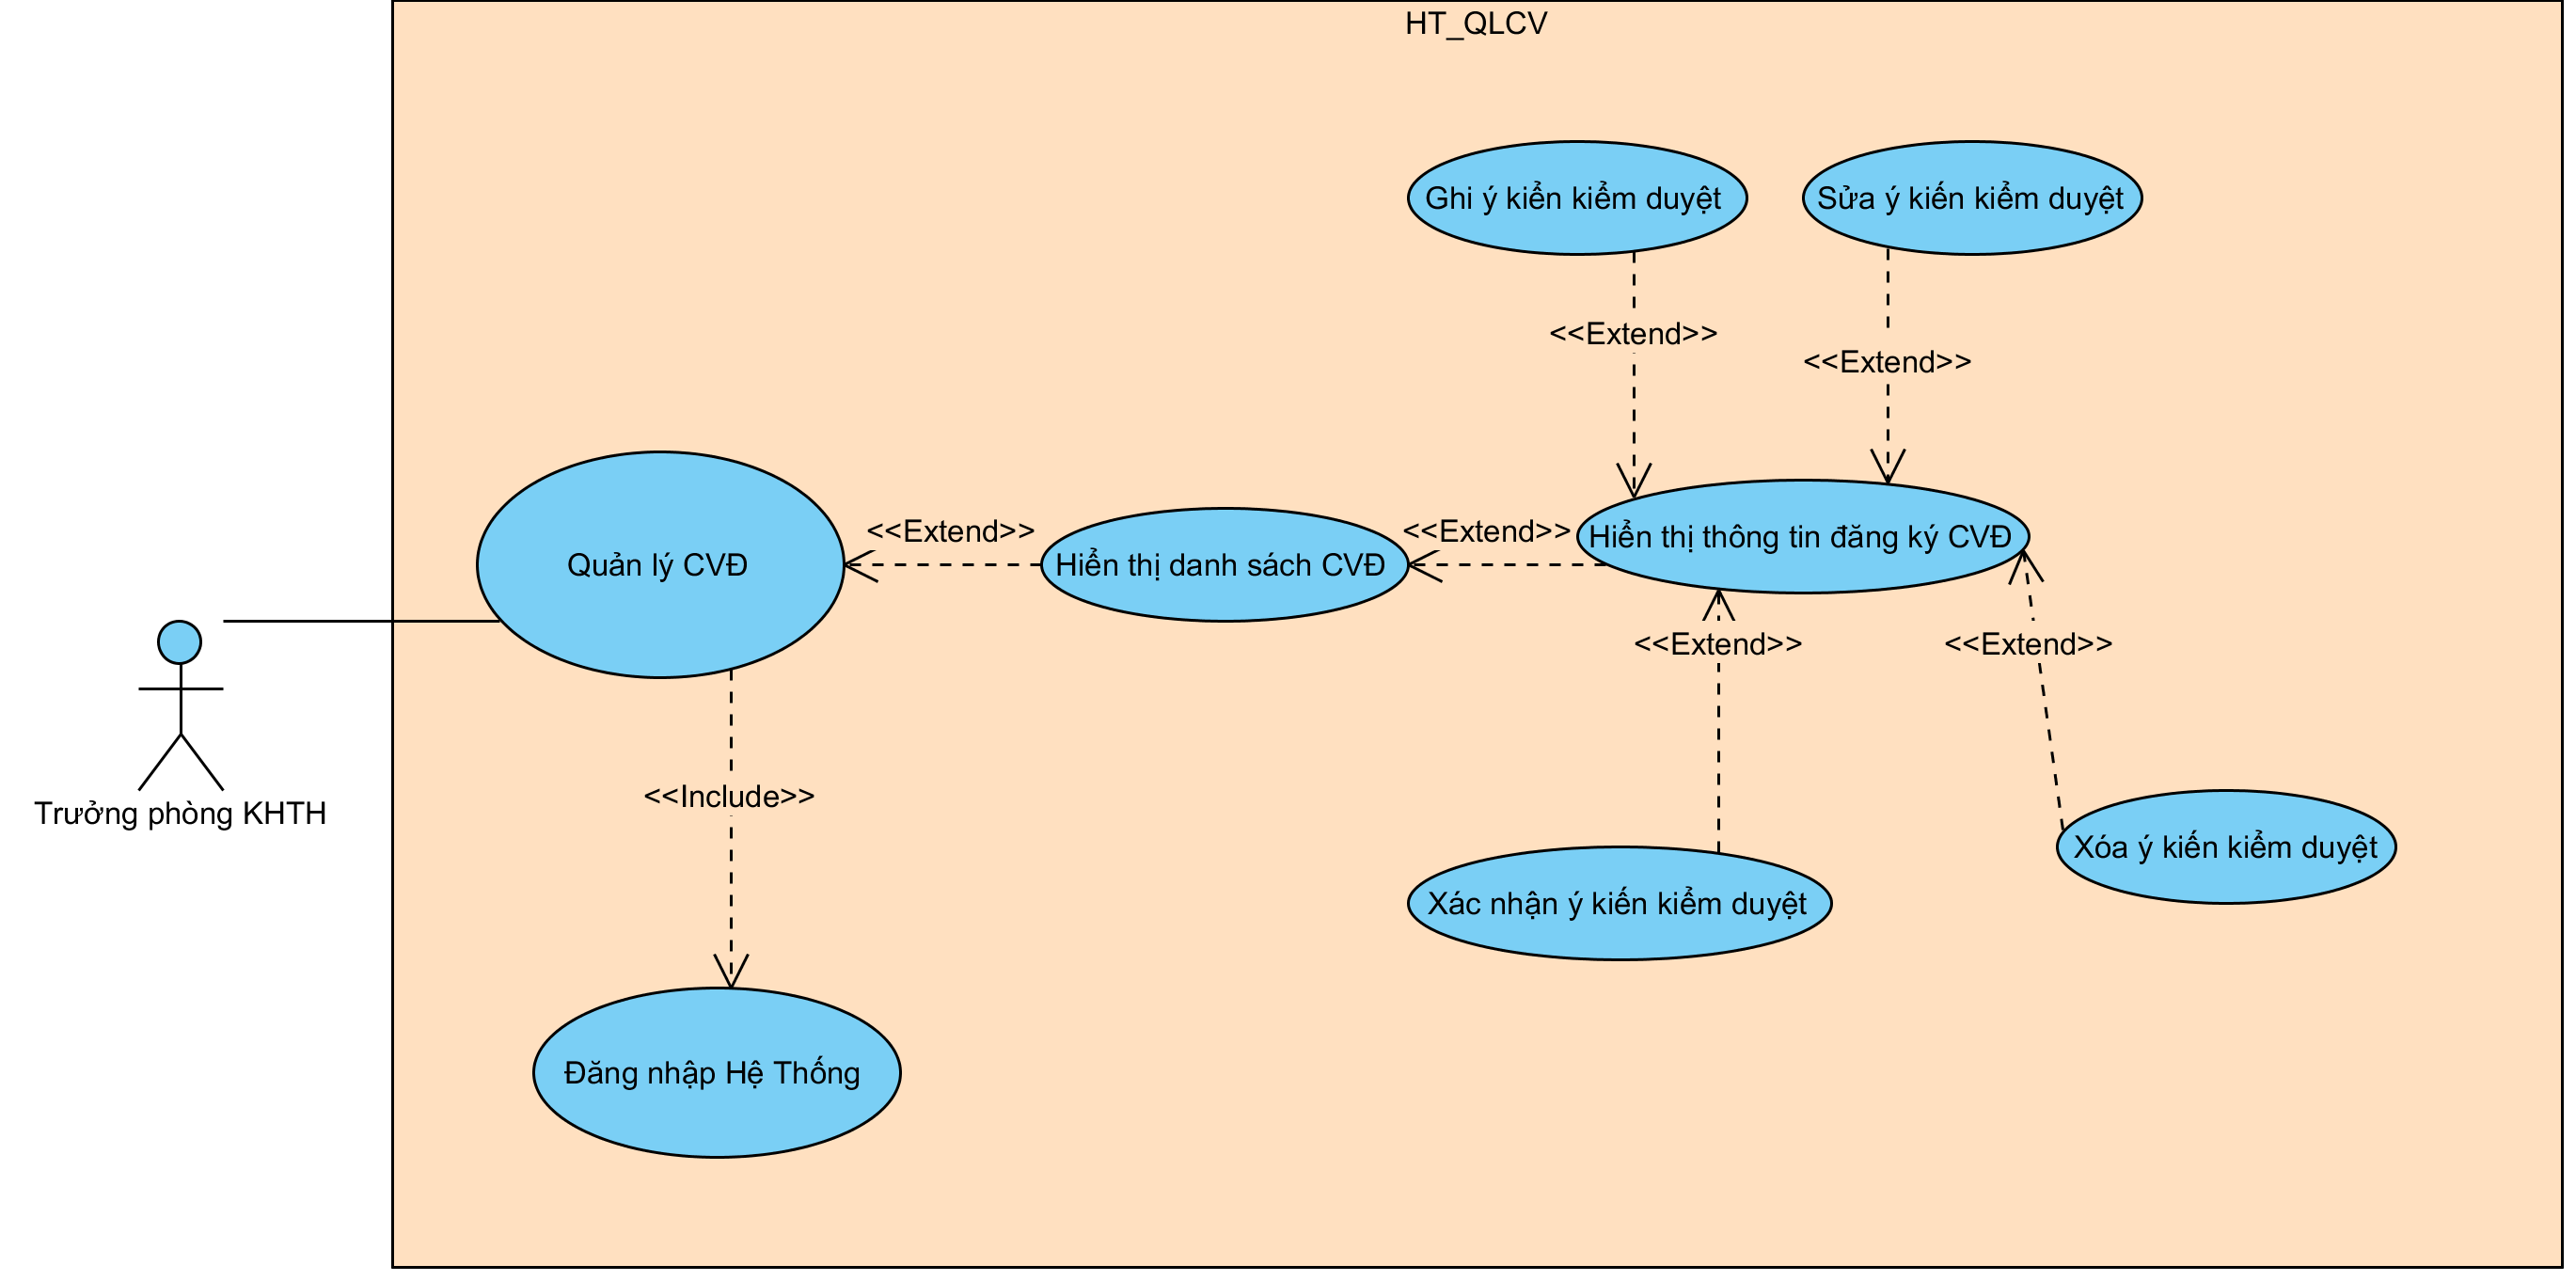 HT_QLCV
Ghi ý kiển kiểm duyệt
Sửa ý kiến kiểm duyệt
<<Extend>>
<<Extend>>
<<Extend>>
<<Extend>>
Hiển thị thông tin đăng ký CVĐ
Quản lý CVĐ
Hiển thị danh sách CVĐ
<<Extend>>
<<Extend>>
<<Include>>
Trưởng phòng KHTH
Xóa ý kiến kiểm duyệt
Xác nhận ý kiến kiểm duyệt
Đăng nhập Hệ Thống